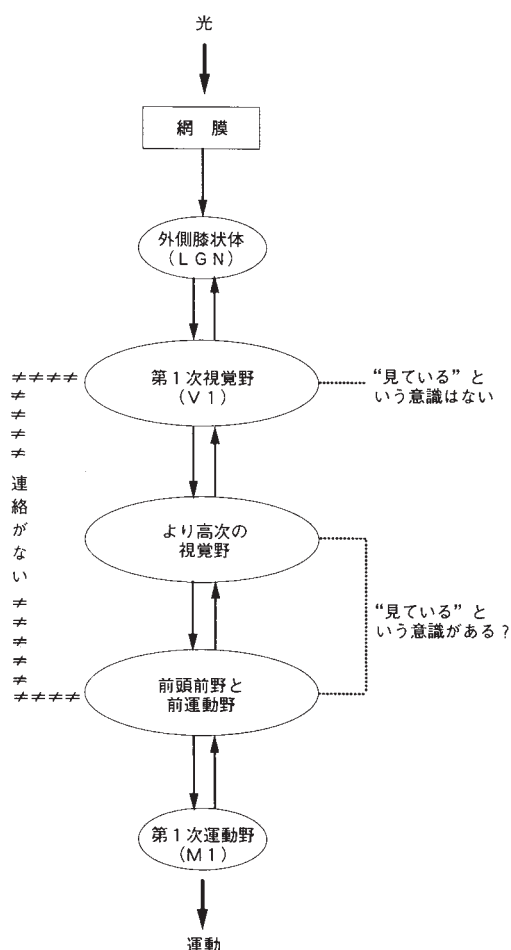 光
網膜
外側膝状体
(LGN)
第1次視覚野
(V1)
“見ている”と
いう意識はない
≠≠≠≠
≠
≠
≠
≠
連絡がない
≠
≠
≠
≠
≠
≠≠≠≠
より高次の
視覚野
“見ている”と
いう意識がある?
前頭前野と
前運動野
第1次運動野
(M1)
運動